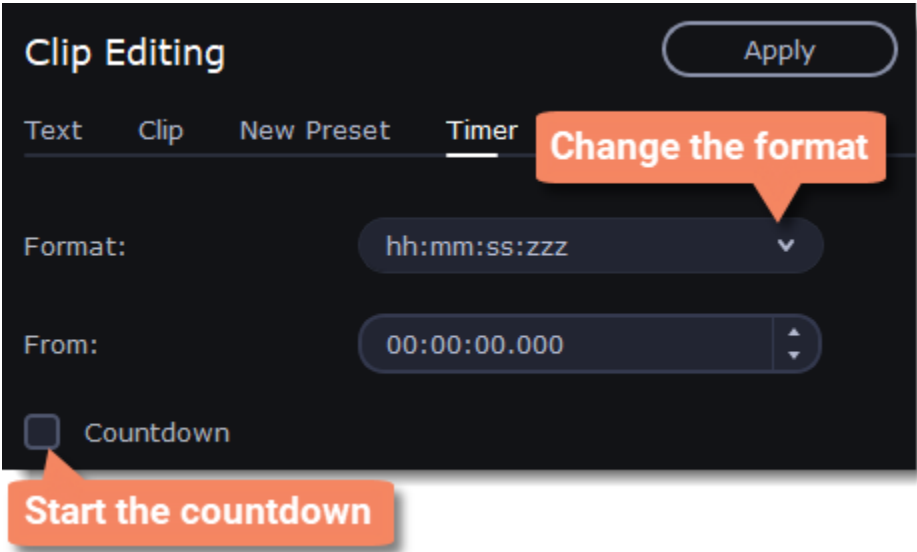 Clip Editing
Apply
Text Clip New Preset Timer
Change the format
Format: hh:mm:ss:zzz
From: 00:00:00.000
Countdown
Start the countdown